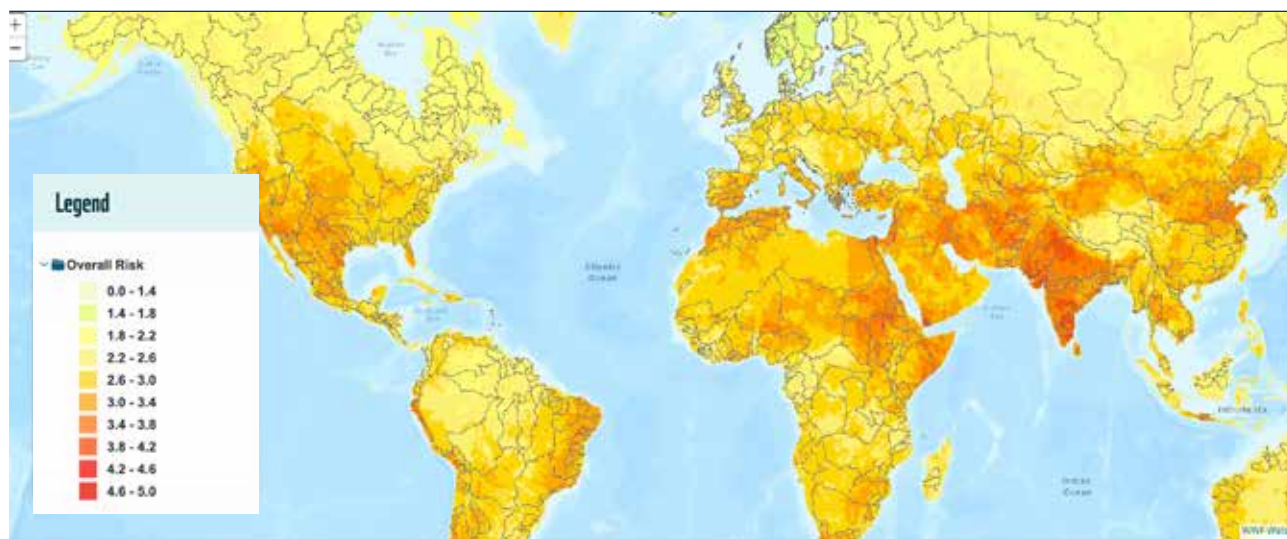 +
−
Legend
Overall Risk
0.0 - 1.4
1.4 - 1.8
1.8 - 2.2
2.2 - 2.6
2.6 - 3.0
3.0 - 3.4
3.4 - 3.8
3.8 - 4.2
4.2 - 4.6
4.6 - 5.0
Atlantic
Ocean
Indian
Ocean